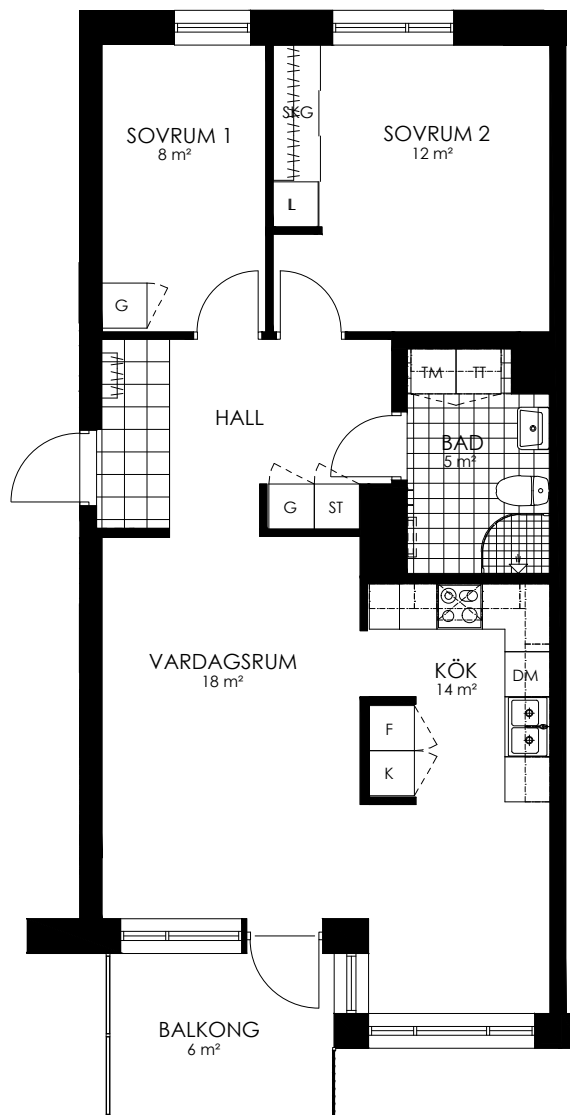 SOVRUM 1
8 m²
SKG
SOVRUM 2
12 m²
L
G
TM
TT
HALL
BAD
5 m²
G
ST
VARDAGSRUM
18 m²
KÖK
14 m²
DM
F
K
BALKONG
6 m²